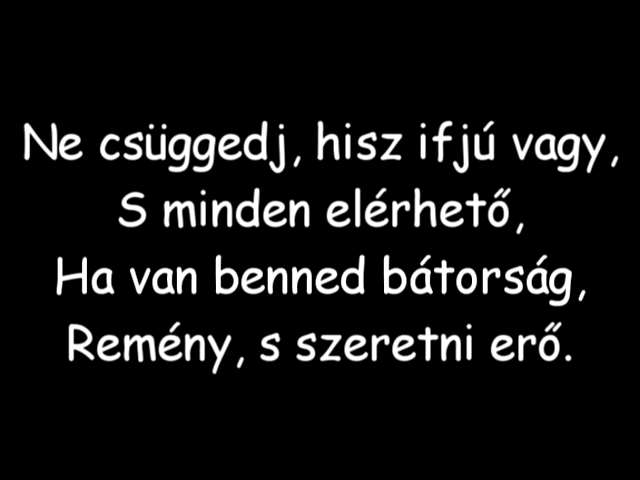 Ne csüggedj, hisz ifjú vagy,
S minden elérhető,
Ha van benned bátorság,
Remény, s szeretni erő.